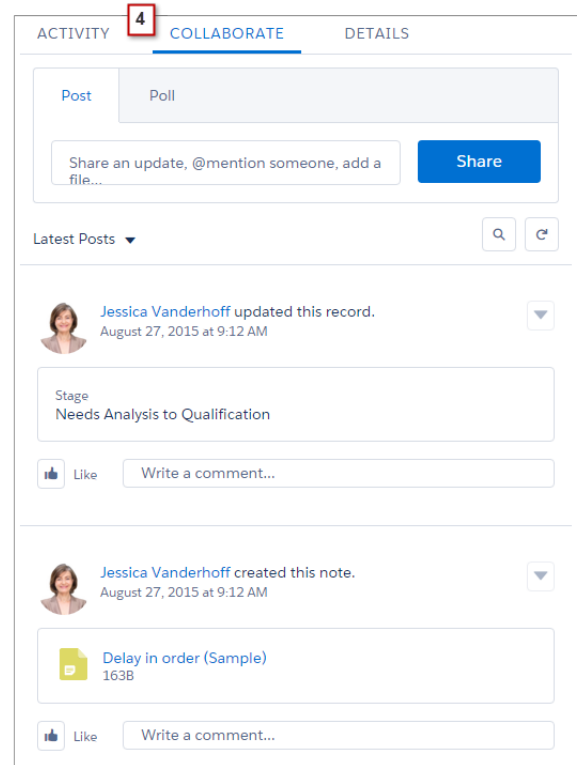 ACTIVITY 4 COLLABORATE DETAILS
Post Poll
Share an update, @mention someone, add a
file...
Share
Latest Posts
Jessica Vanderhoff updated this record.
August 27, 2015 at 9:12 AM
Stage
Needs Analysis to Qualification
Like Write a comment...
Jessica Vanderhoff created this note.
August 27, 2015 at 9:12 AM
Delay in order (Sample)
163B
Like Write a comment...